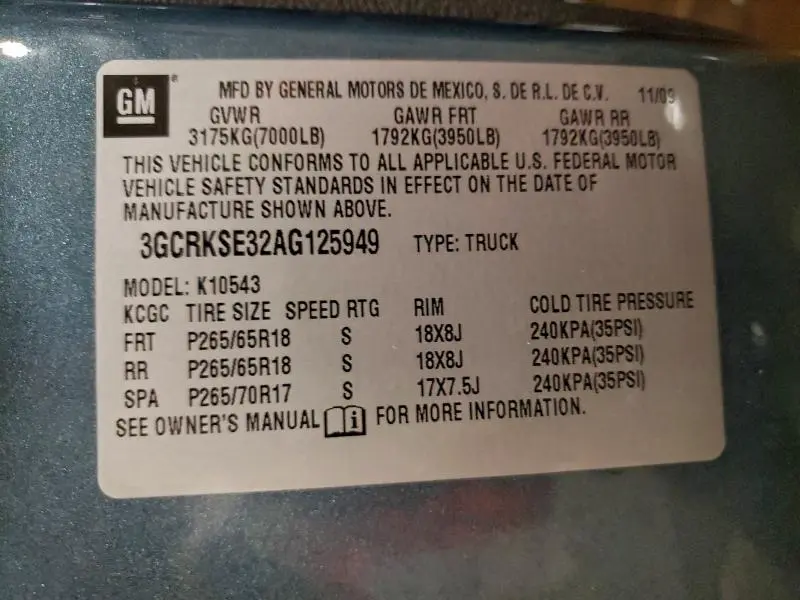 GM® MFD BY GENERAL MOTORS DE MEXICO, S. DE R.L. DE C.V. 11/09
GVWR GAWR FRT GAWR RR
3175KG(7000LB) 1792KG(3950LB) 1792KG(3950LB)
THIS VEHICLE CONFORMS TO ALL APPLICABLE U.S. FEDERAL MOTOR
VEHICLE SAFETY STANDARDS IN EFFECT ON THE DATE OF
MANUFACTURE SHOWN ABOVE.
3GCRKSE32AG125949 TYPE: TRUCK
MODEL: K10543
KCGC TIRE SIZE SPEED RTG RIM COLD TIRE PRESSURE
FRT P265/65R18 S 18X8J 240KPA(35PSI)
RR P265/65R18 S 18X8J 240KPA(35PSI)
SPA P265/70R17 S 17X7.5J 240KPA(35PSI)
SEE OWNER'S MANUAL i FOR MORE INFORMATION.